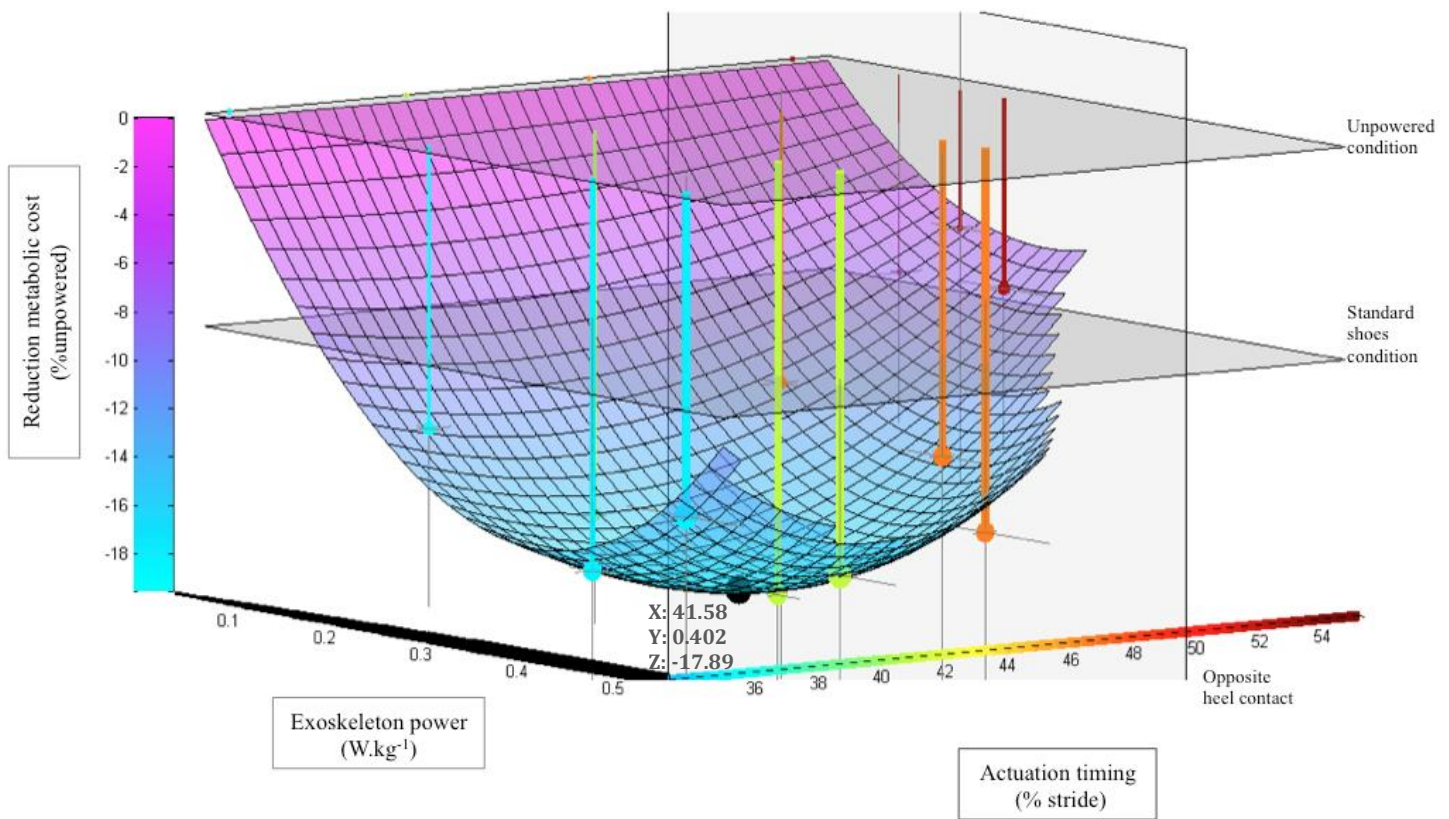 Reduction metabolic cost
(%unpowered)
0
-2
-4
-6
-8
-10
-12
-14
-16
-18
Unpowered
condition
Standard
shoes
condition
X: 41.58
Y: 0.402
Z: -17.89
0.1
0.2
0.3
0.4
0.5
36
38
40
42
44
46
48
50
52
54
Opposite
heel contact
Exoskeleton power
(W.kg⁻¹)
Actuation timing
(% stride)